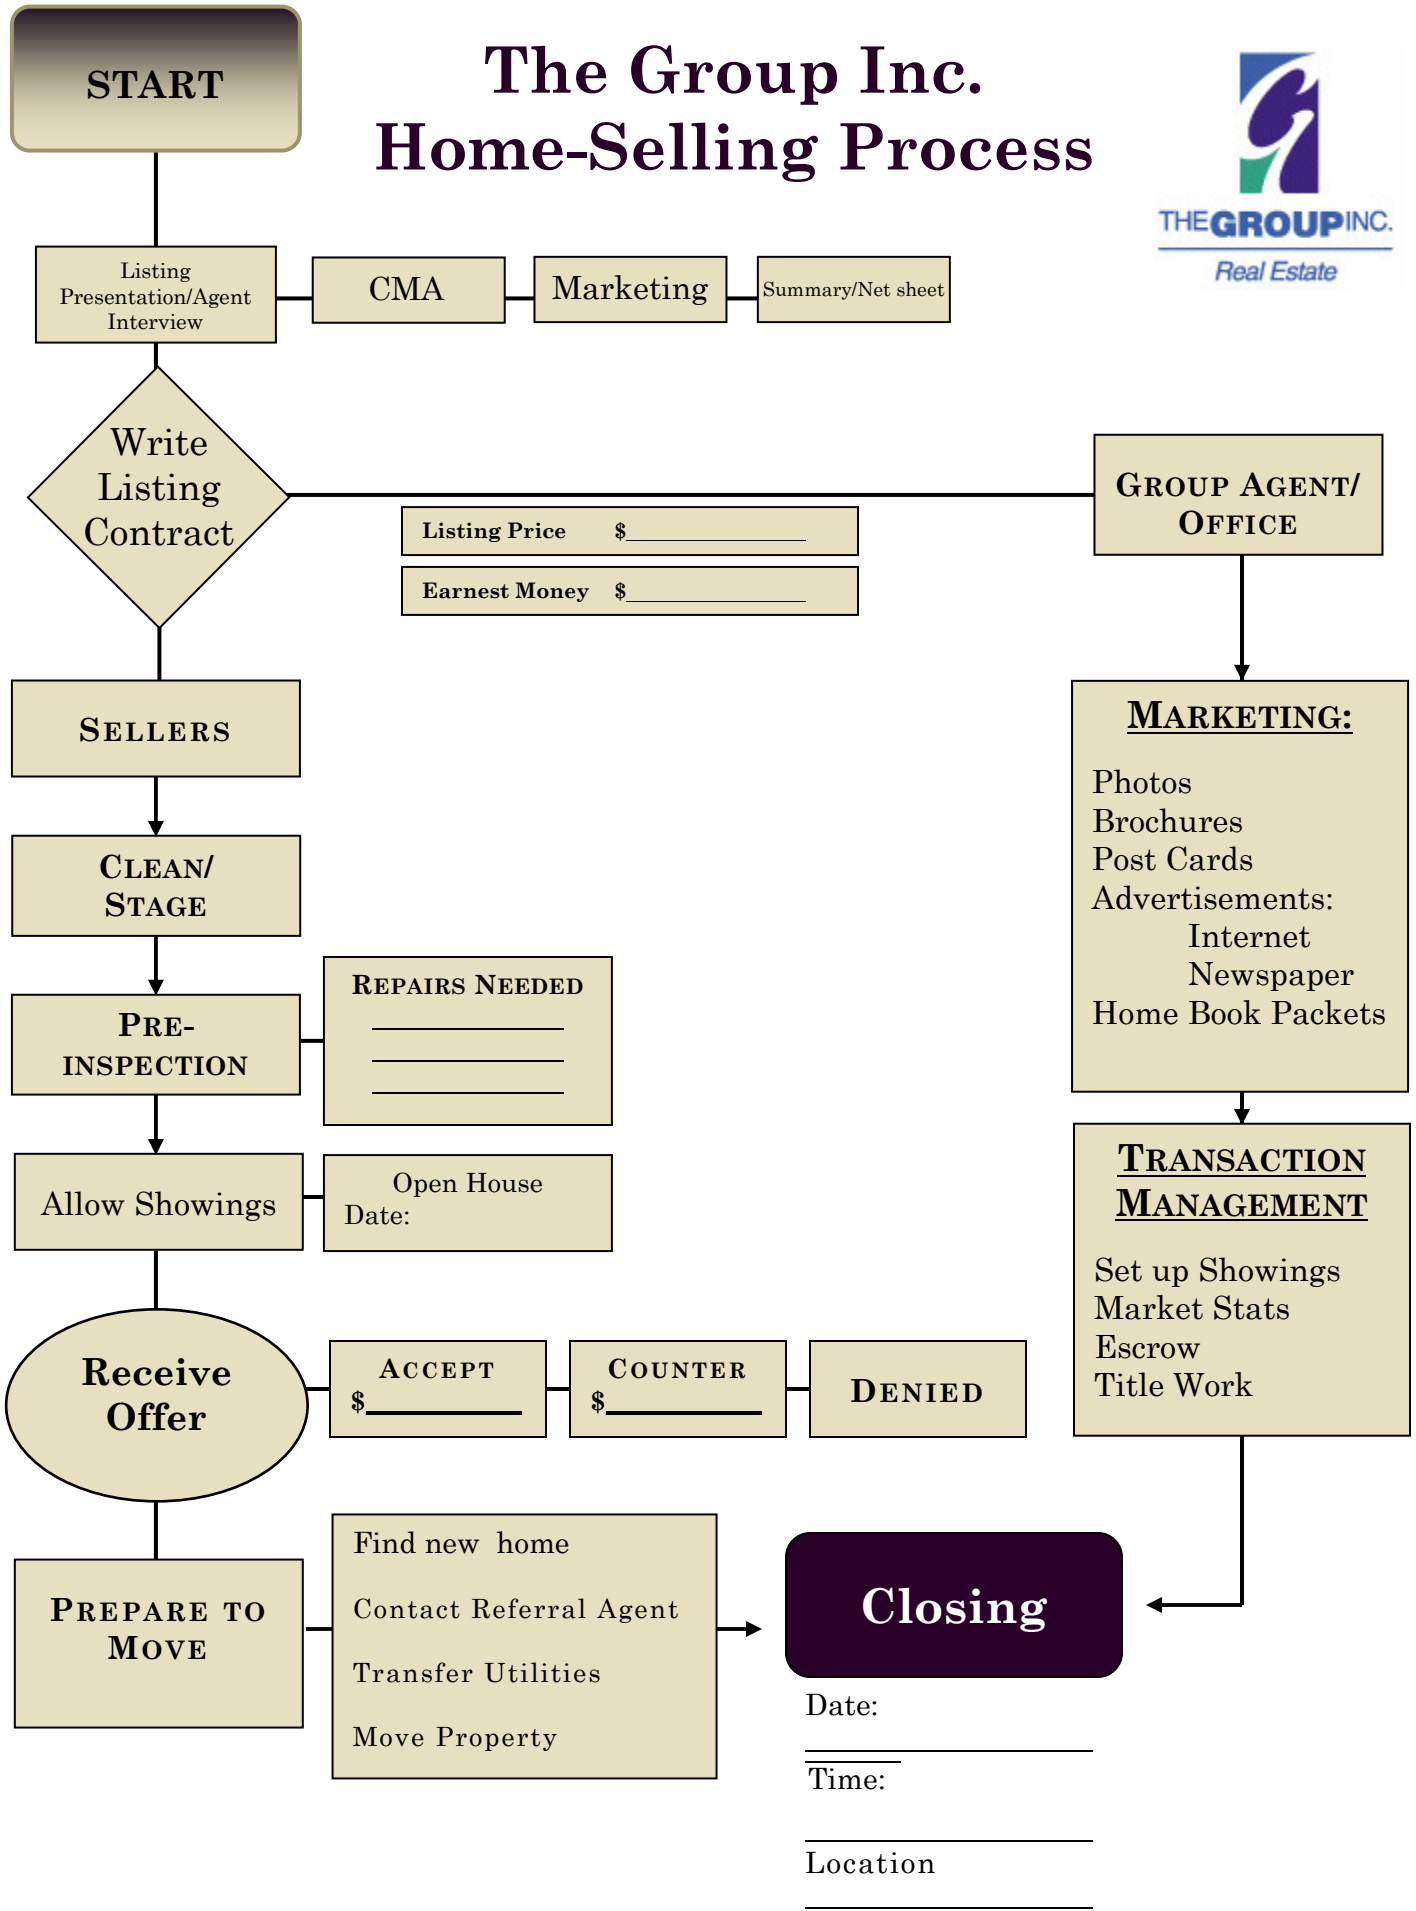 START
The Group Inc.
Home-Selling Process
THEGROUPINC.
Real Estate
Listing
Presentation/Agent
Interview
CMA
Marketing
Summary/Net sheet
Write
Listing
Contract
GROUP AGENT/
OFFICE
Listing Price $_______________
Earnest Money $_______________
SELLERS
CLEAN/
STAGE
PRE-
INSPECTION
REPAIRS NEEDED
Allow Showings
Open House
Date:
MARKETING:
Photos
Brochures
Post Cards
Advertisements:
Internet
Newspaper
Home Book Packets
TRANSACTION
MANAGEMENT
Set up Showings
Market Stats
Escrow
Title Work
Receive
Offer
ACCEPT
$_____________
COUNTER
$_____________
DENIED
PREPARE TO
MOVE
Find new home
Contact Referral Agent
Transfer Utilities
Move Property
Closing
Date:
Time:
Location